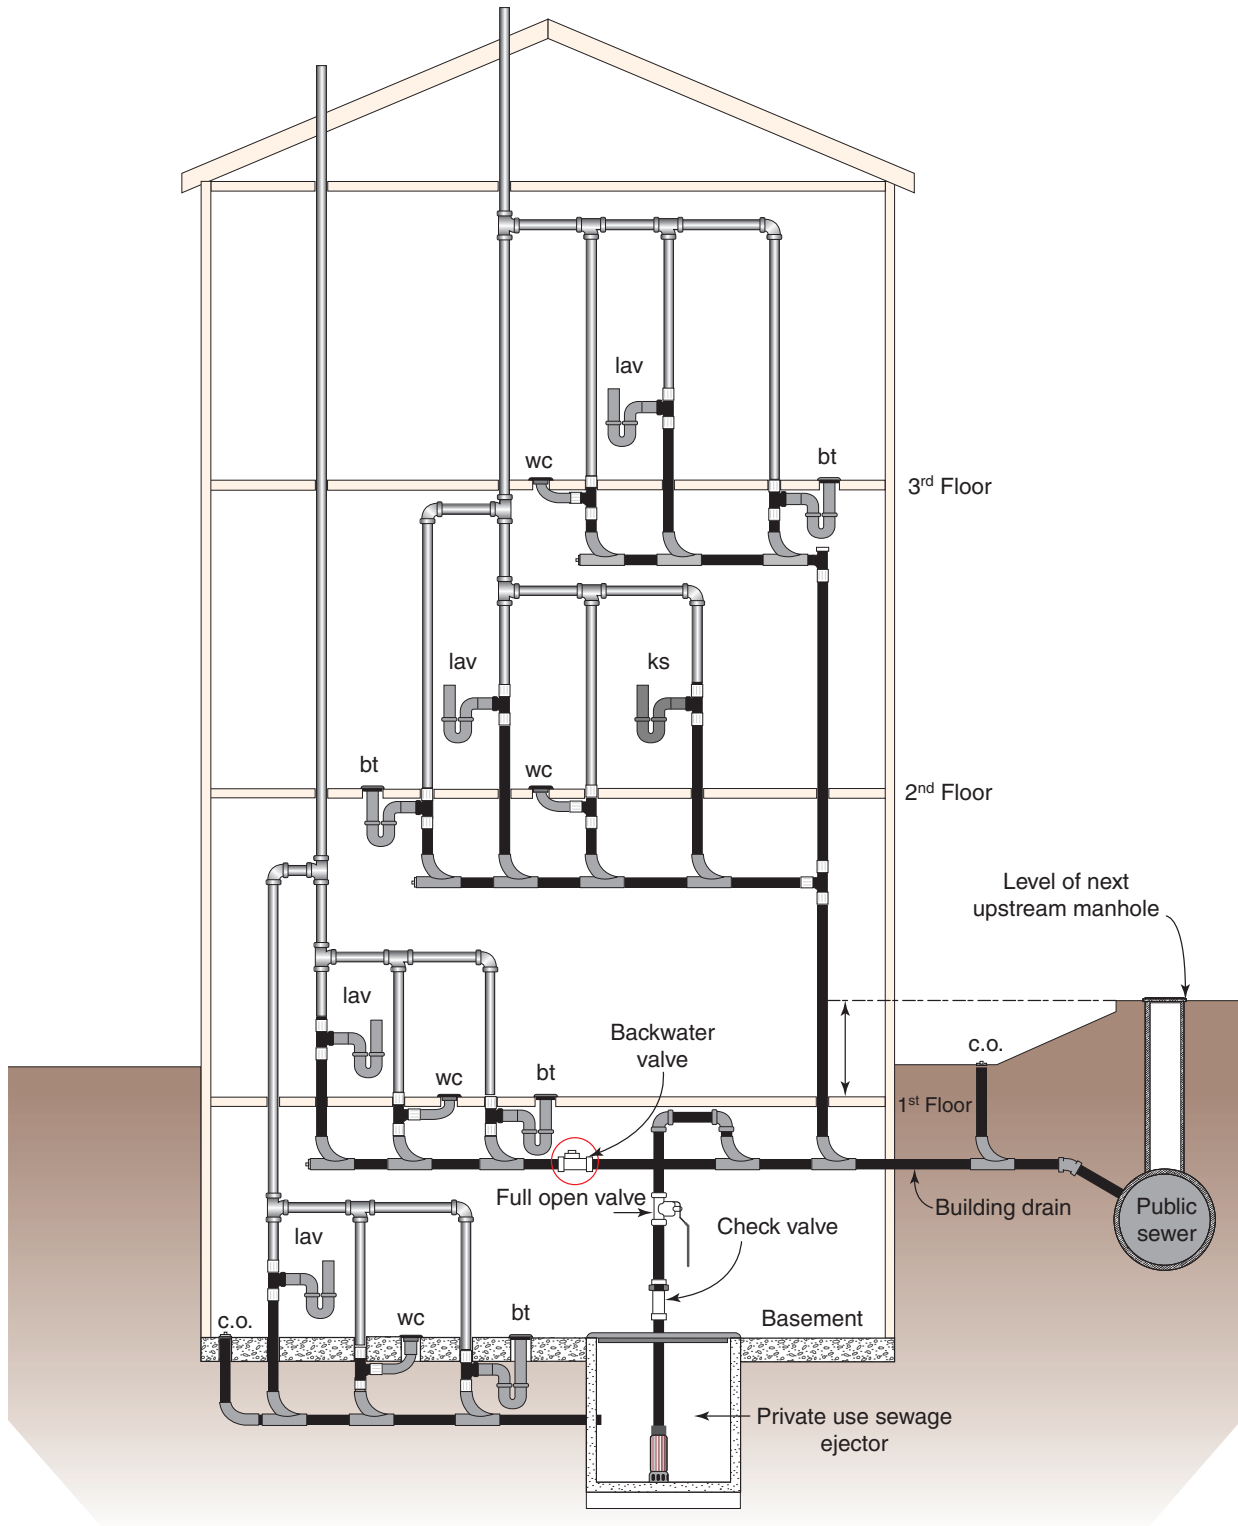 lav
wc
bt
3rd Floor
lav
ks
bt
wc
2nd Floor
Level of next
upstream manhole
lav
Backwater
valve
c.o.
wc
bt
1st Floor
Full open valve
Building drain
Public
sewer
Check valve
lav
c.o.
wc
bt
Basement
Private use sewage
ejector